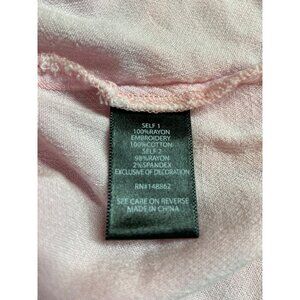 SELF 1
100%RAYON
EMBROIDERY
100%COTTON
SELF 2
98%RAYON
2%SPANDEX
EXCLUSIVE OF DECORATION
RN#148862
SEE CARE ON REVERSE
MADE IN CHINA